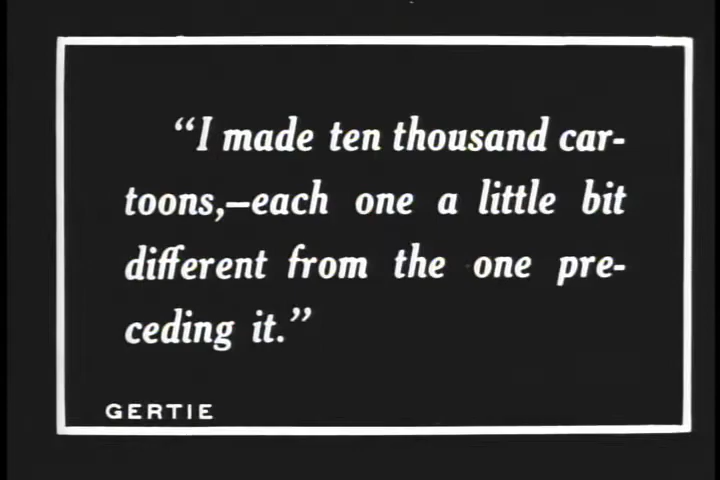 “I made ten thousand car-
toons,–each one a little bit
different from the one pre-
ceding it.”
GERTIE